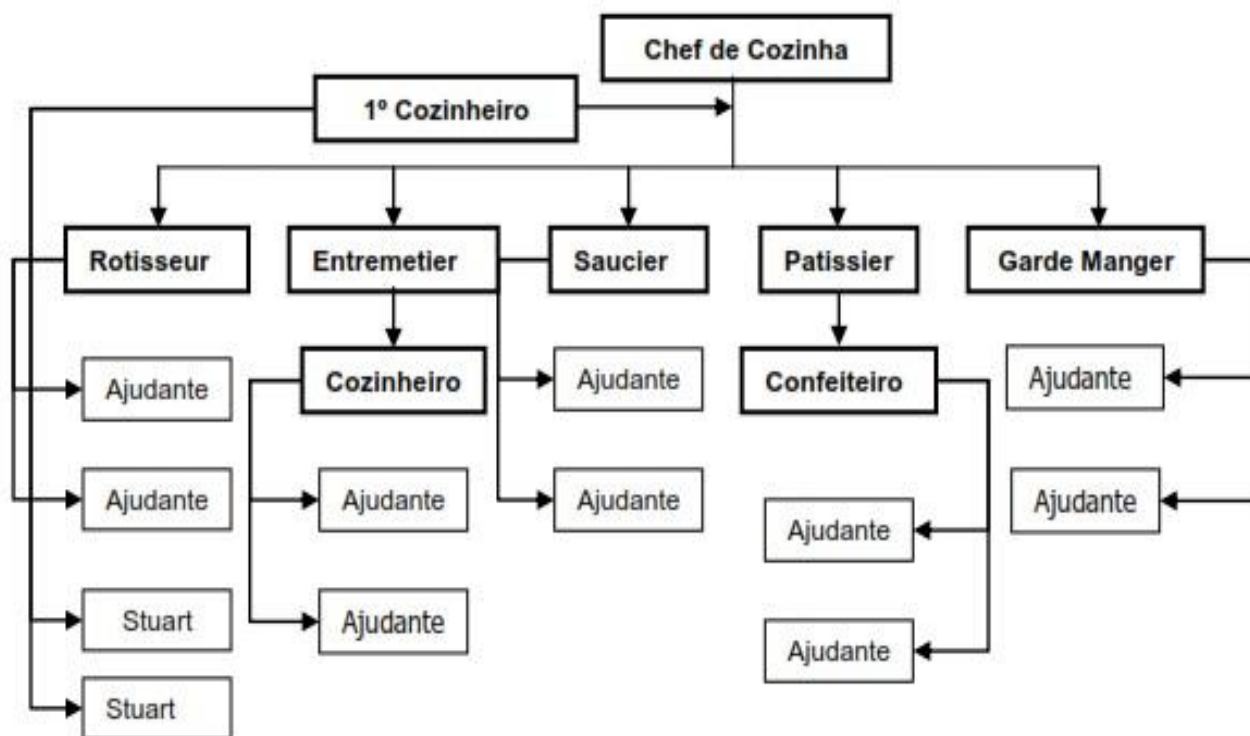 Chef de Cozinha
1º Cozinheiro
Rotisseur
Entremetier
Saucier
Patissier
Garde Manger
Ajudante
Cozinheiro
Ajudante
Confeiteiro
Ajudante
Ajudante
Ajudante
Ajudante
Ajudante
Ajudante
Stuart
Ajudante
Ajudante
Stuart